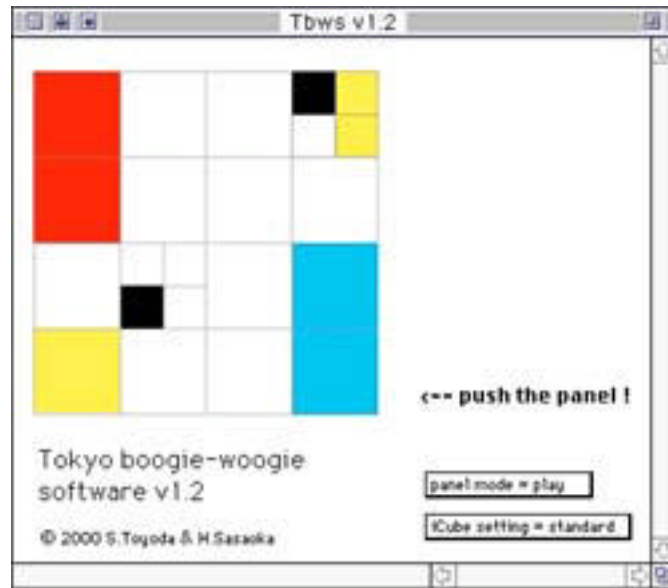 Tbws v1.2
<-- push the panel !
Tokyo boogie-woogie
software v1.2
panel mode = play
ICube setting = standard
© 2000 S.Toyoda & H.Sasaoka